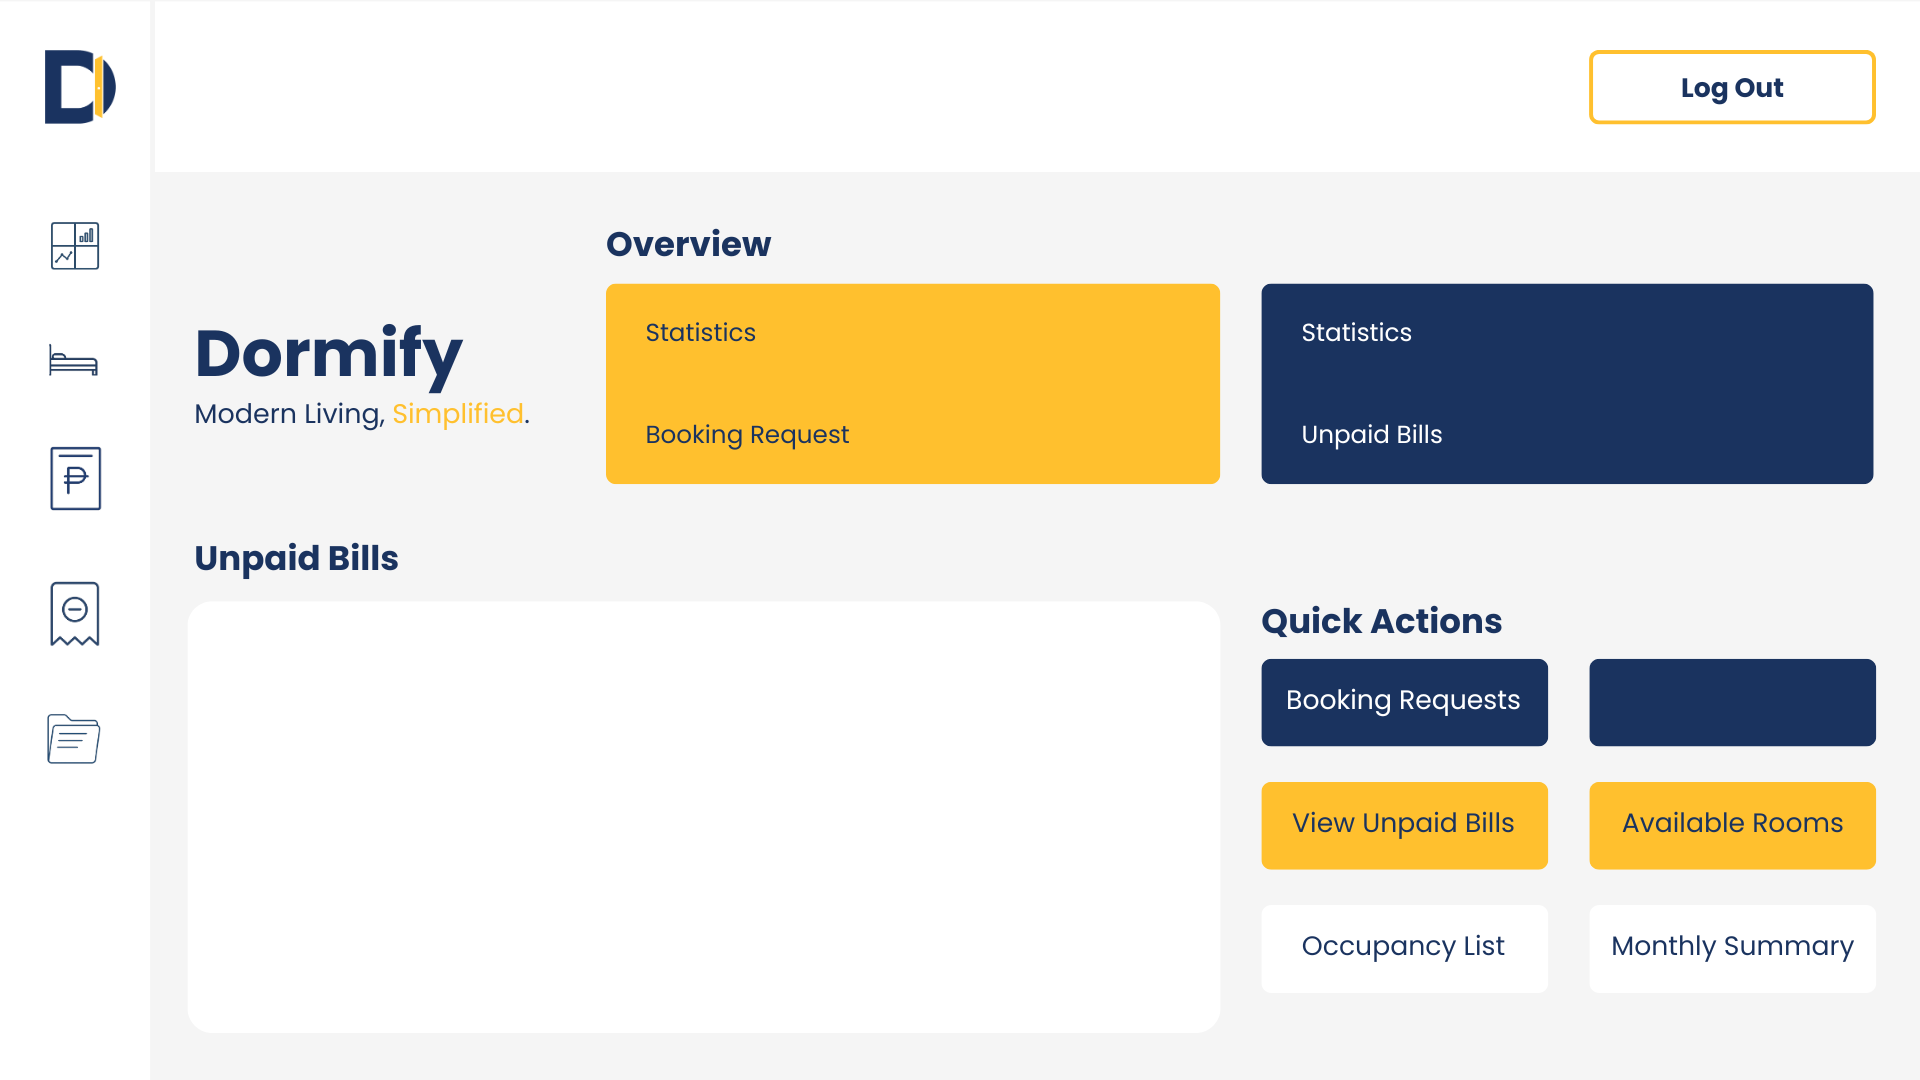 Log Out
Overview
Dormify
Modern Living, Simplified.
Statistics
Booking Request
Statistics
Unpaid Bills
Unpaid Bills
Quick Actions
Booking Requests
View Unpaid Bills
Available Rooms
Occupancy List
Monthly Summary